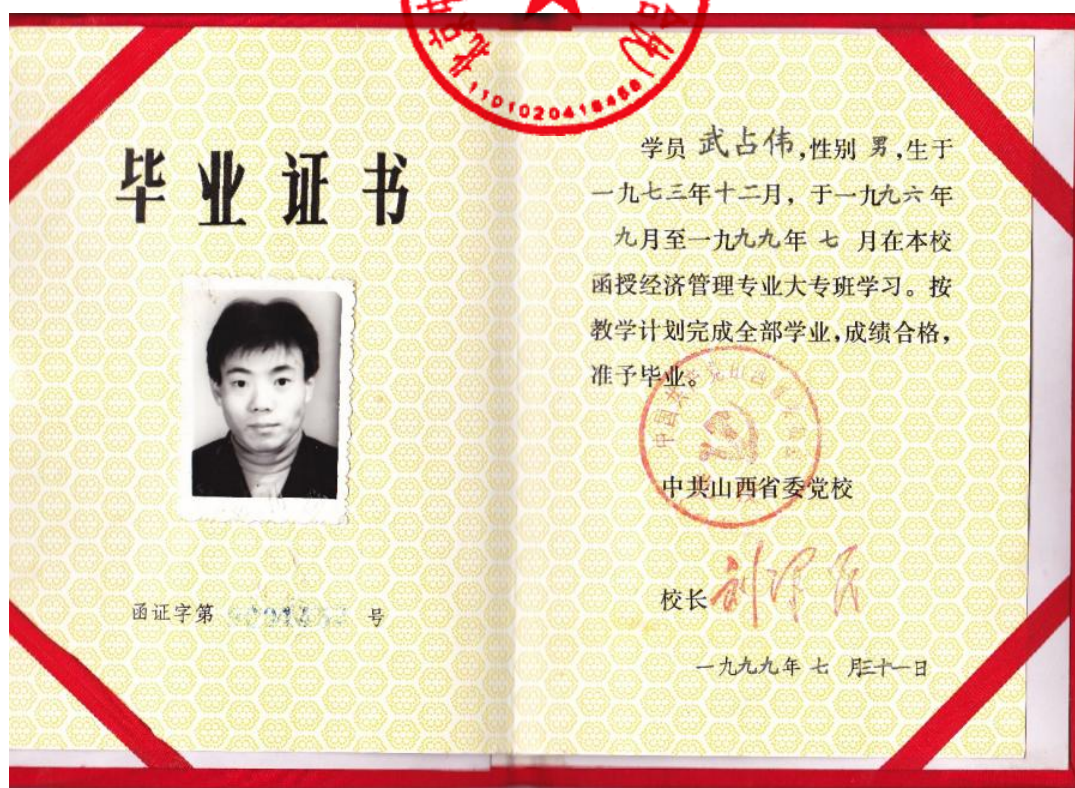 毕业证书
函证字第 号
1101020418468
学员 武占伟,性别 男,生于
一九七三年十二月，于一九九六年
九月至一九九九年 七 月在本校
函授经济管理专业大专班学习。按
教学计划完成全部学业,成绩合格,
准予毕业。
中共山西省委党校
校长
一九九九年 七 月三十一日